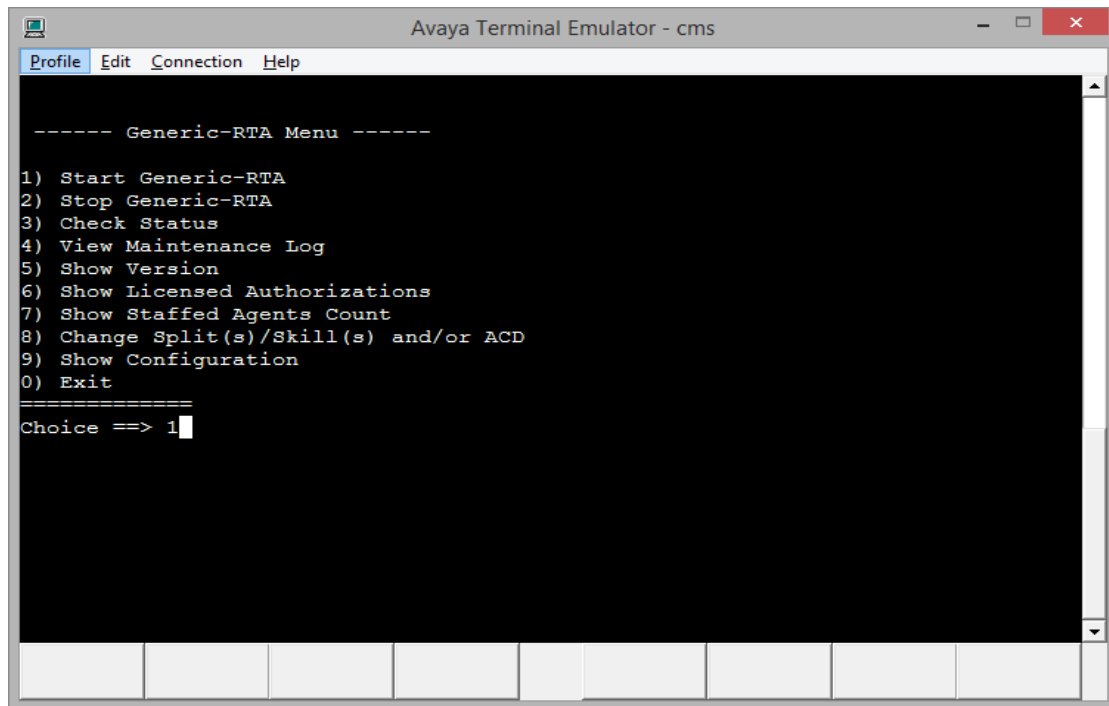 Avaya Terminal Emulator - cms
Profile Edit Connection Help
------ Generic-RTA Menu ------
1) Start Generic-RTA
2) Stop Generic-RTA
3) Check Status
4) View Maintenance Log
5) Show Version
6) Show Licensed Authorizations
7) Show Staffed Agents Count
8) Change Split(s)/Skill(s) and/or ACD
9) Show Configuration
0) Exit
=============
Choice ==> 1